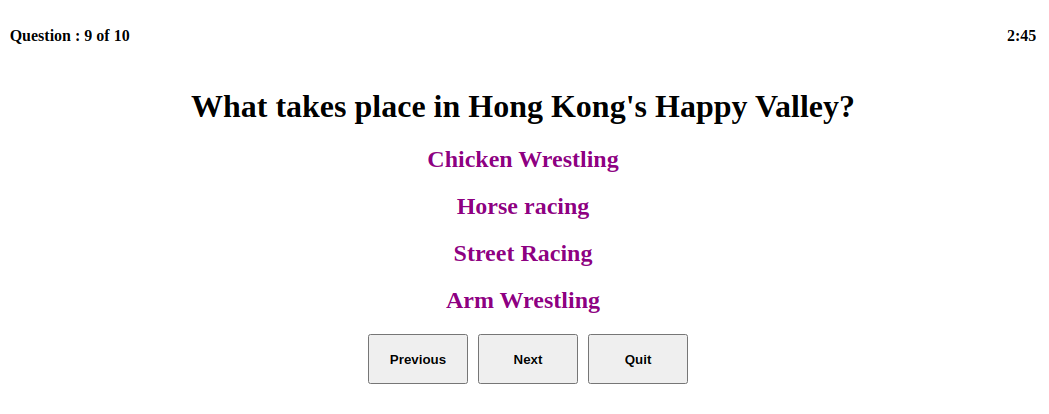 Question : 9 of 10 2:45
What takes place in Hong Kong's Happy Valley?
Chicken Wrestling
Horse racing
Street Racing
Arm Wrestling
Previous Next Quit